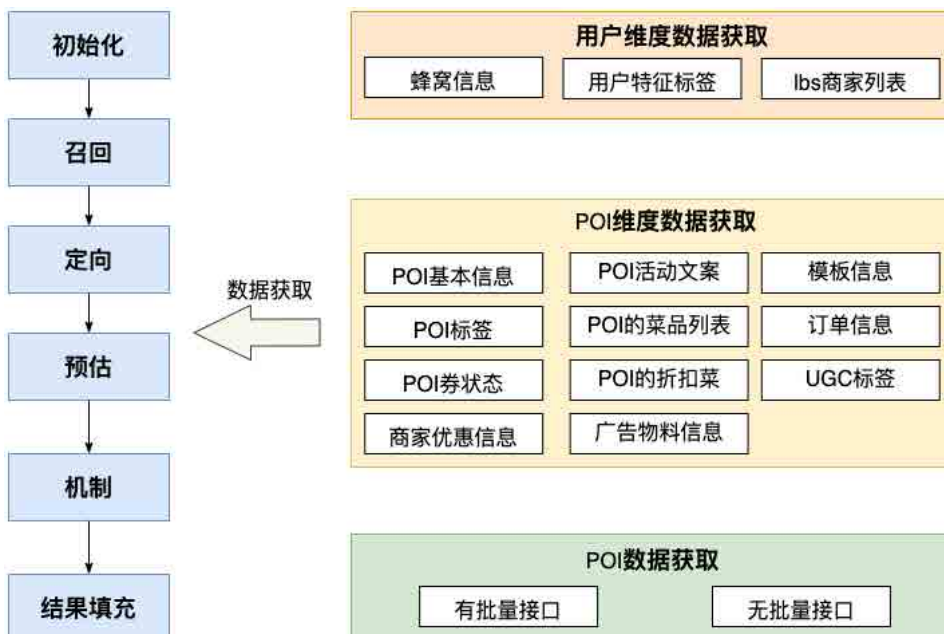 初始化
召回
定向
预估
机制
结果填充
数据获取
用户维度数据获取
蜂窝信息
用户特征标签
lbs商家列表
POI维度数据获取
POI基本信息
POI活动文案
模板信息
POI标签
POI的菜品列表
订单信息
POI券状态
POI的折扣菜
UGC标签
商家优惠信息
广告物料信息
POI数据获取
有批量接口
无批量接口